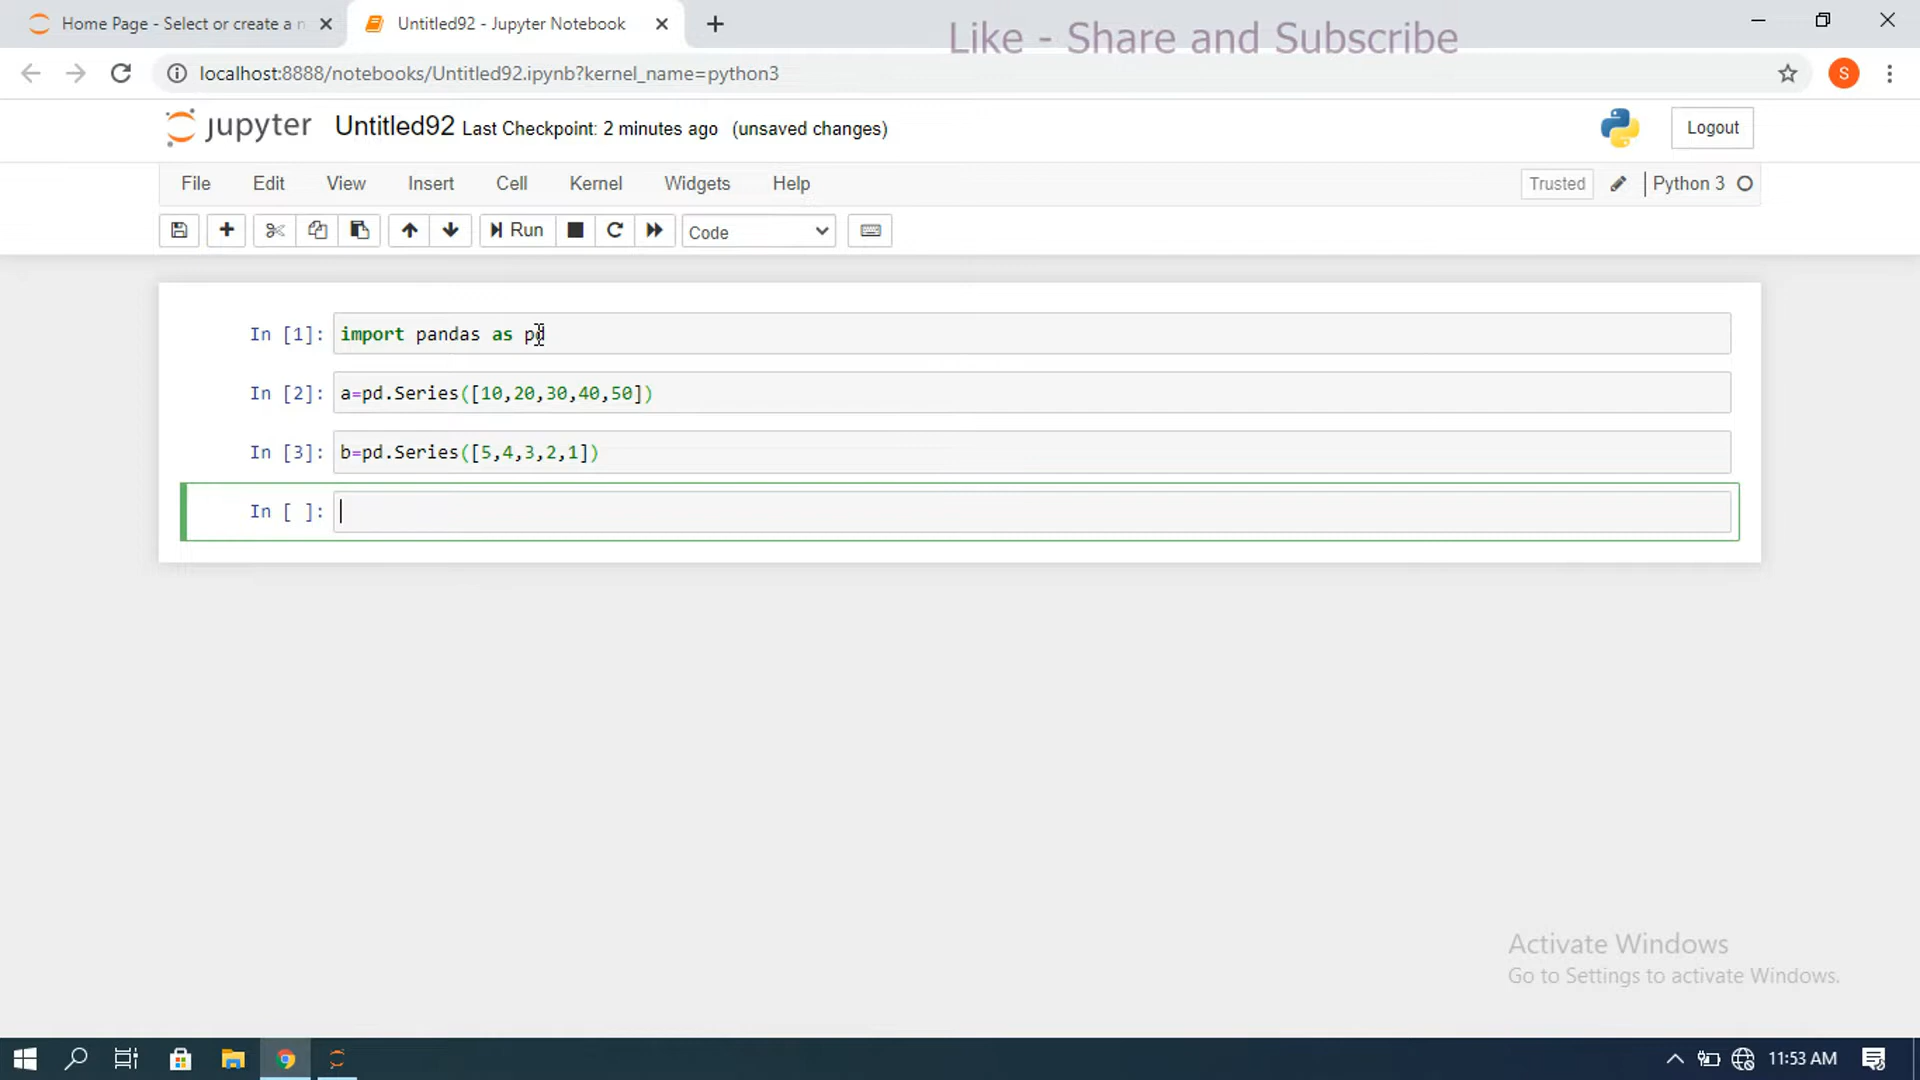 Home Page - Select or create a n
Untitled92 - Jupyter Notebook
Like - Share and Subscribe
localhost:8888/notebooks/Untitled92.ipynb?kernel_name=python3
S
jupyter Untitled92 Last Checkpoint: 2 minutes ago (unsaved changes)
Logout
File Edit View Insert Cell Kernel Widgets Help
Trusted Python 3
Run Code
In [1]: import pandas as pd
In [2]: a=pd.Series([10,20,30,40,50])
In [3]: b=pd.Series([5,4,3,2,1])
In [ ]:
Activate Windows
Go to Settings to activate Windows.
11:53 AM